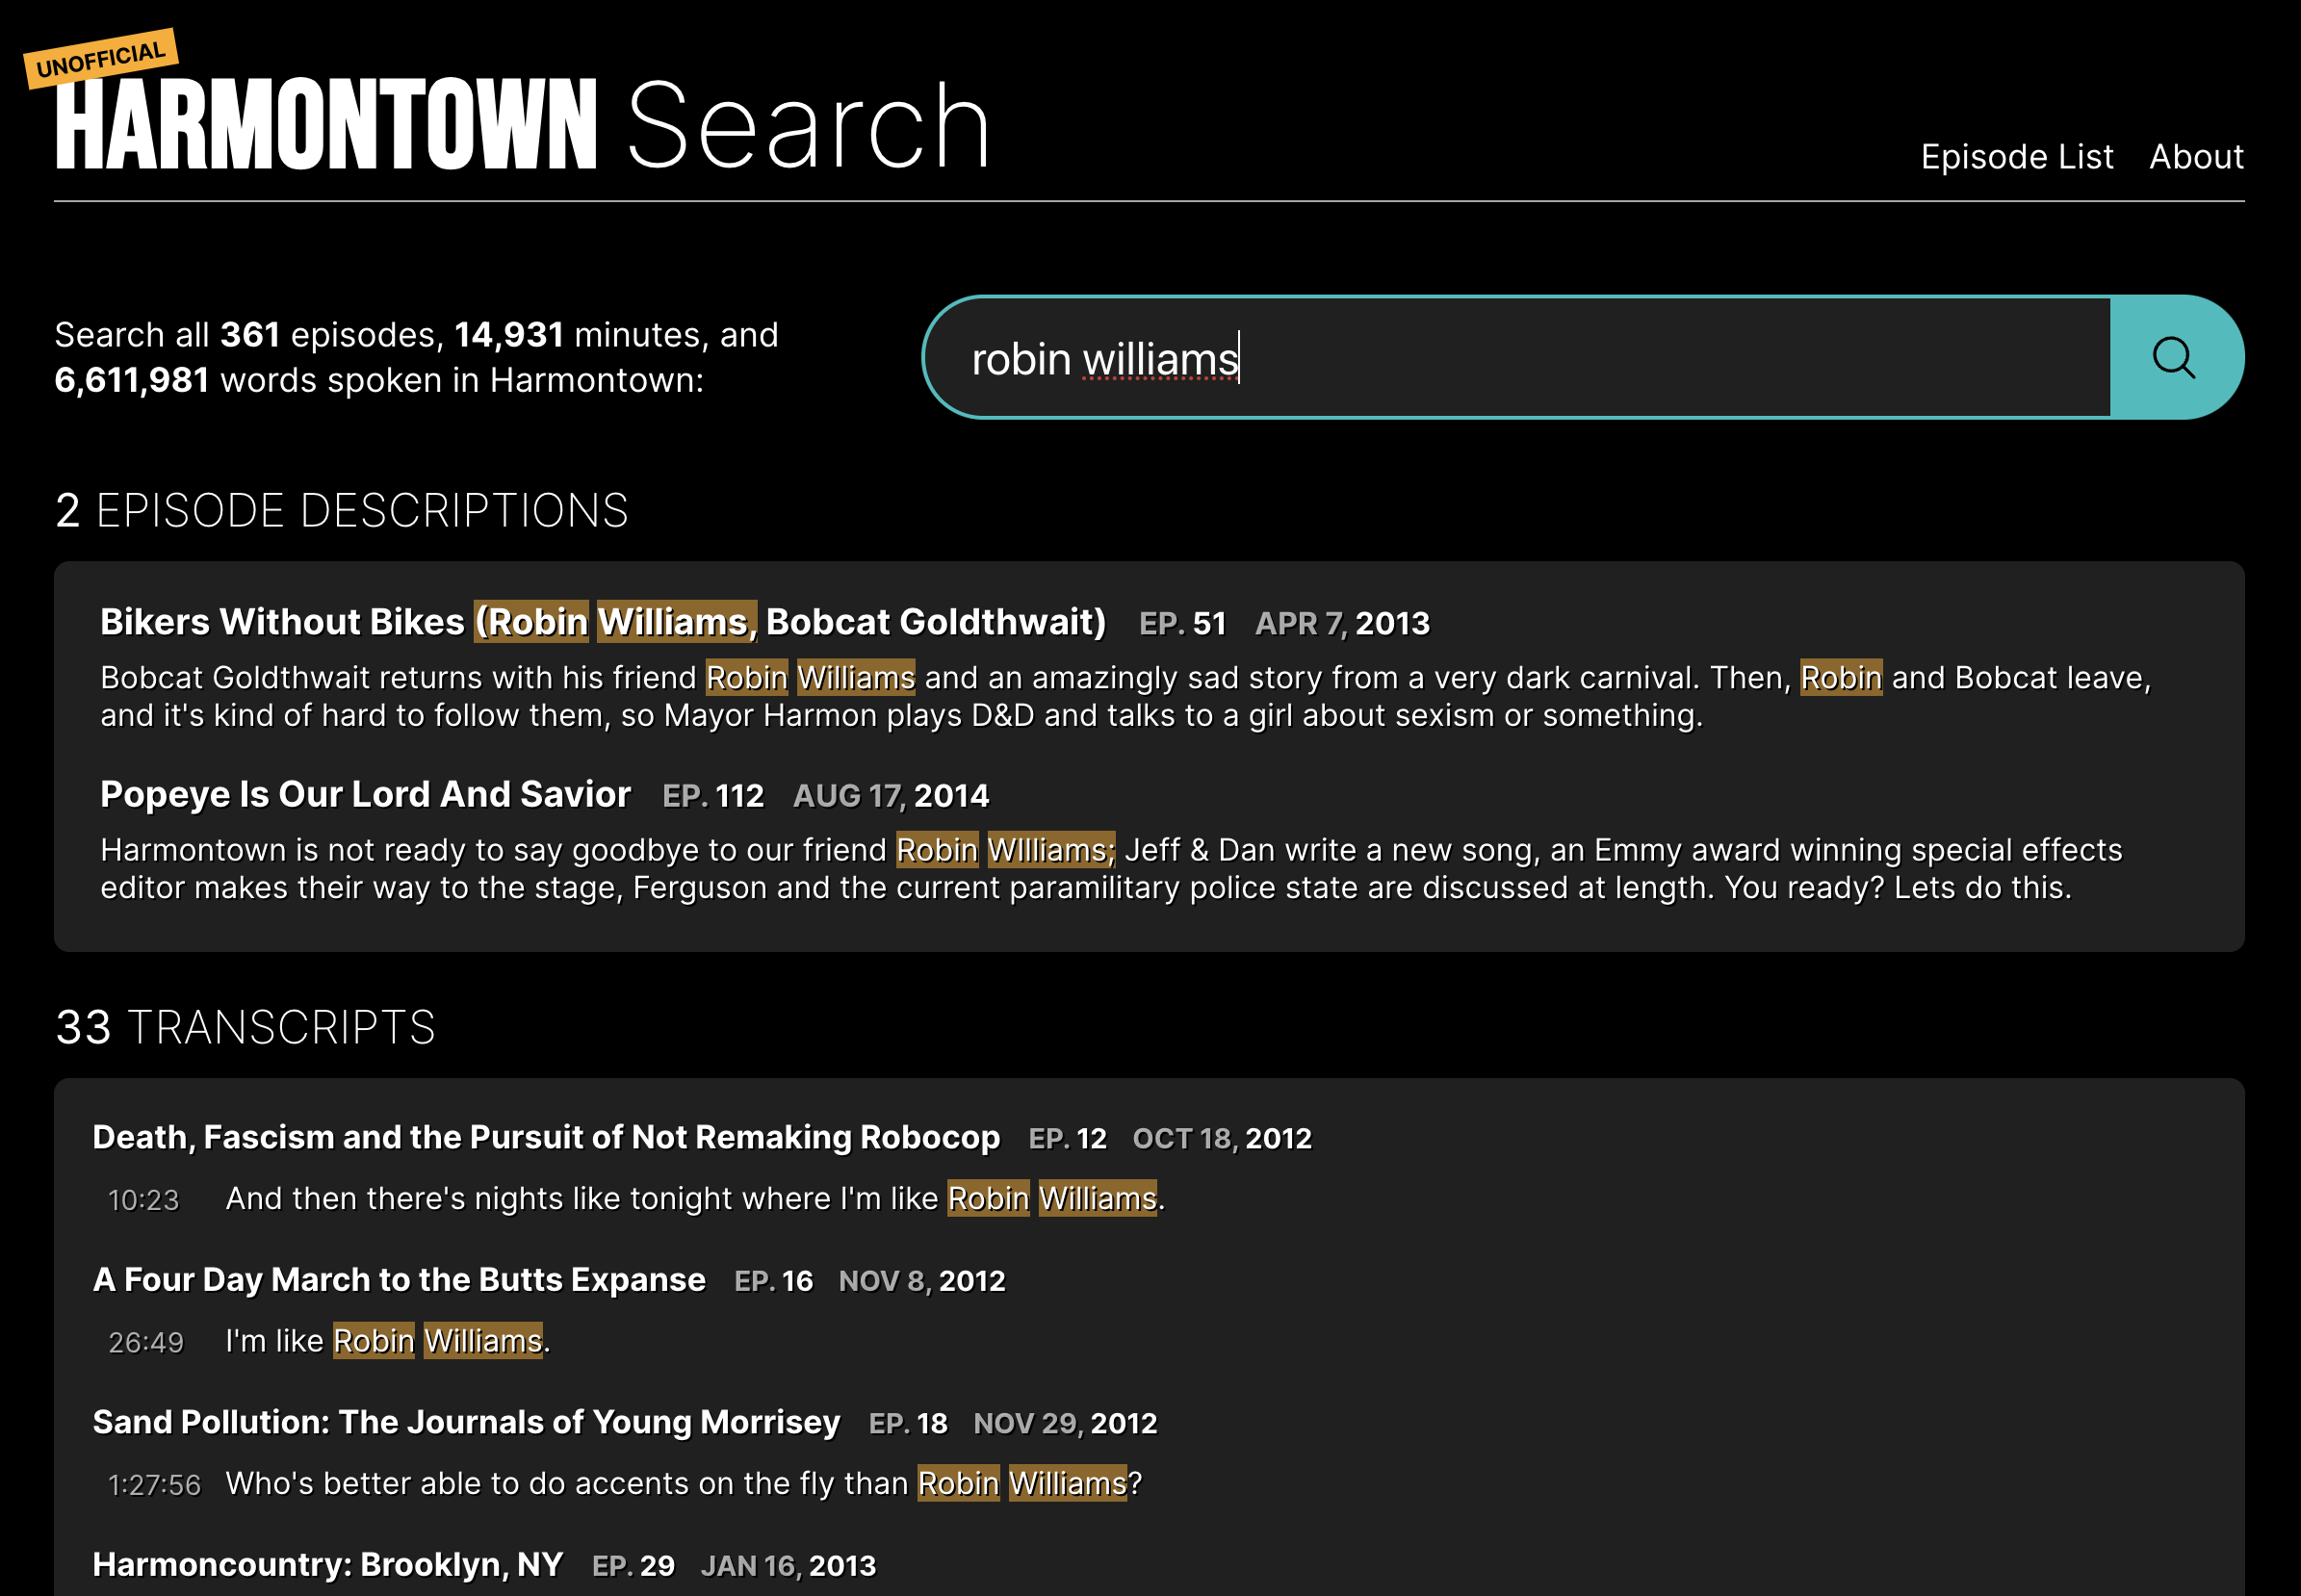 UNOFFICIAL
HARMONTOWN Search
Episode List About
Search all 361 episodes, 14,931 minutes, and
6,611,981 words spoken in Harmontown:
robin williams
2 EPISODE DESCRIPTIONS
Bikers Without Bikes (Robin Williams, Bobcat Goldthwait) EP. 51 APR 7, 2013
Bobcat Goldthwait returns with his friend Robin Williams and an amazingly sad story from a very dark carnival. Then, Robin and Bobcat leave,
and it's kind of hard to follow them, so Mayor Harmon plays D&D and talks to a girl about sexism or something.
Popeye Is Our Lord And Savior EP. 112 AUG 17, 2014
Harmontown is not ready to say goodbye to our friend Robin WIlliams; Jeff & Dan write a new song, an Emmy award winning special effects
editor makes their way to the stage, Ferguson and the current paramilitary police state are discussed at length. You ready? Lets do this.
33 TRANSCRIPTS
Death, Fascism and the Pursuit of Not Remaking Robocop EP. 12 OCT 18, 2012
10:23 And then there's nights like tonight where I'm like Robin Williams.
A Four Day March to the Butts Expanse EP. 16 NOV 8, 2012
26:49 I'm like Robin Williams.
Sand Pollution: The Journals of Young Morrisey EP. 18 NOV 29, 2012
1:27:56 Who's better able to do accents on the fly than Robin Williams?
Harmoncountry: Brooklyn, NY EP. 29 JAN 16, 2013